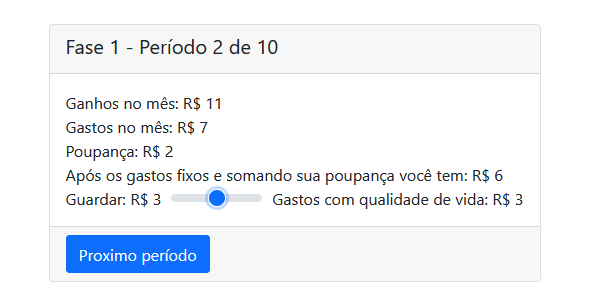 Fase 1 - Período 2 de 10
Ganhos no mês: R$ 11
Gastos no mês: R$ 7
Poupança: R$ 2
Após os gastos fixos e somando sua poupança você tem: R$ 6
Guardar: R$ 3 Gastos com qualidade de vida: R$ 3
Proximo período